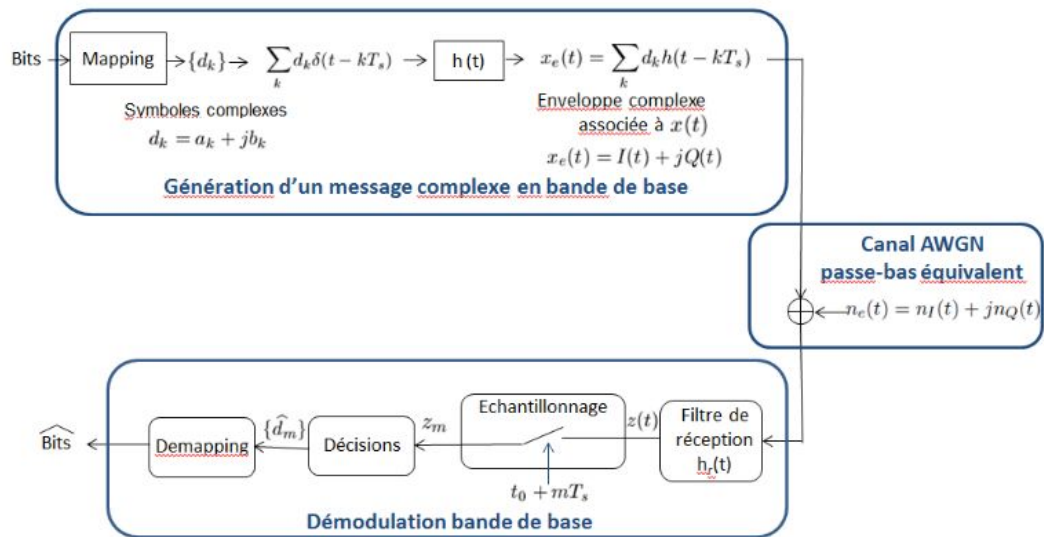 Bits
Mapping
{d_k}
∑_k d_kδ(t − kT_s)
h (t)
x_e(t) = ∑_k d_kh(t − kT_s)
Symboles complexes
d_k = a_k + jb_k
Enveloppe complexe
associée à x(t)
x_e(t) = I(t) + jQ(t)
Génération d'un message complexe en bande de base
Canal AWGN
passe-bas équivalent
n_e(t) = n_I(t) + jn_Q(t)
Bits^
Demapping
{d̂_m}
Décisions
z_m
Echantillonnage
t_0 + mT_s
z(t)
Filtre de
réception
h_r(t)
Démodulation bande de base